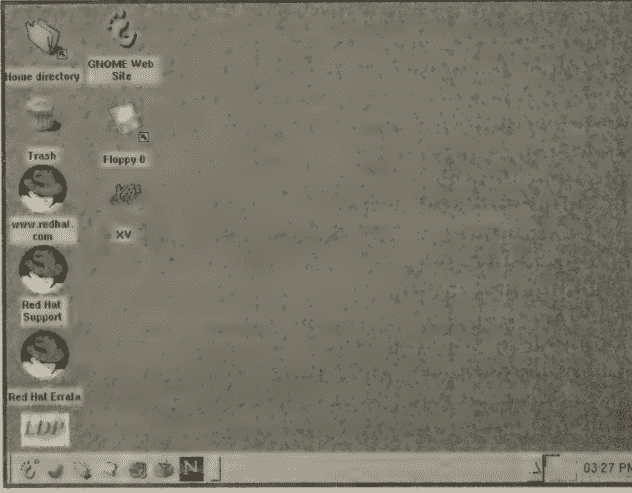 Home directory
GNOME Web
Site
Trash
Floppy 0
www.redhat.
com
XV
Red Hat
Support
Red Hat Errata
LDP
N
03:27 PM